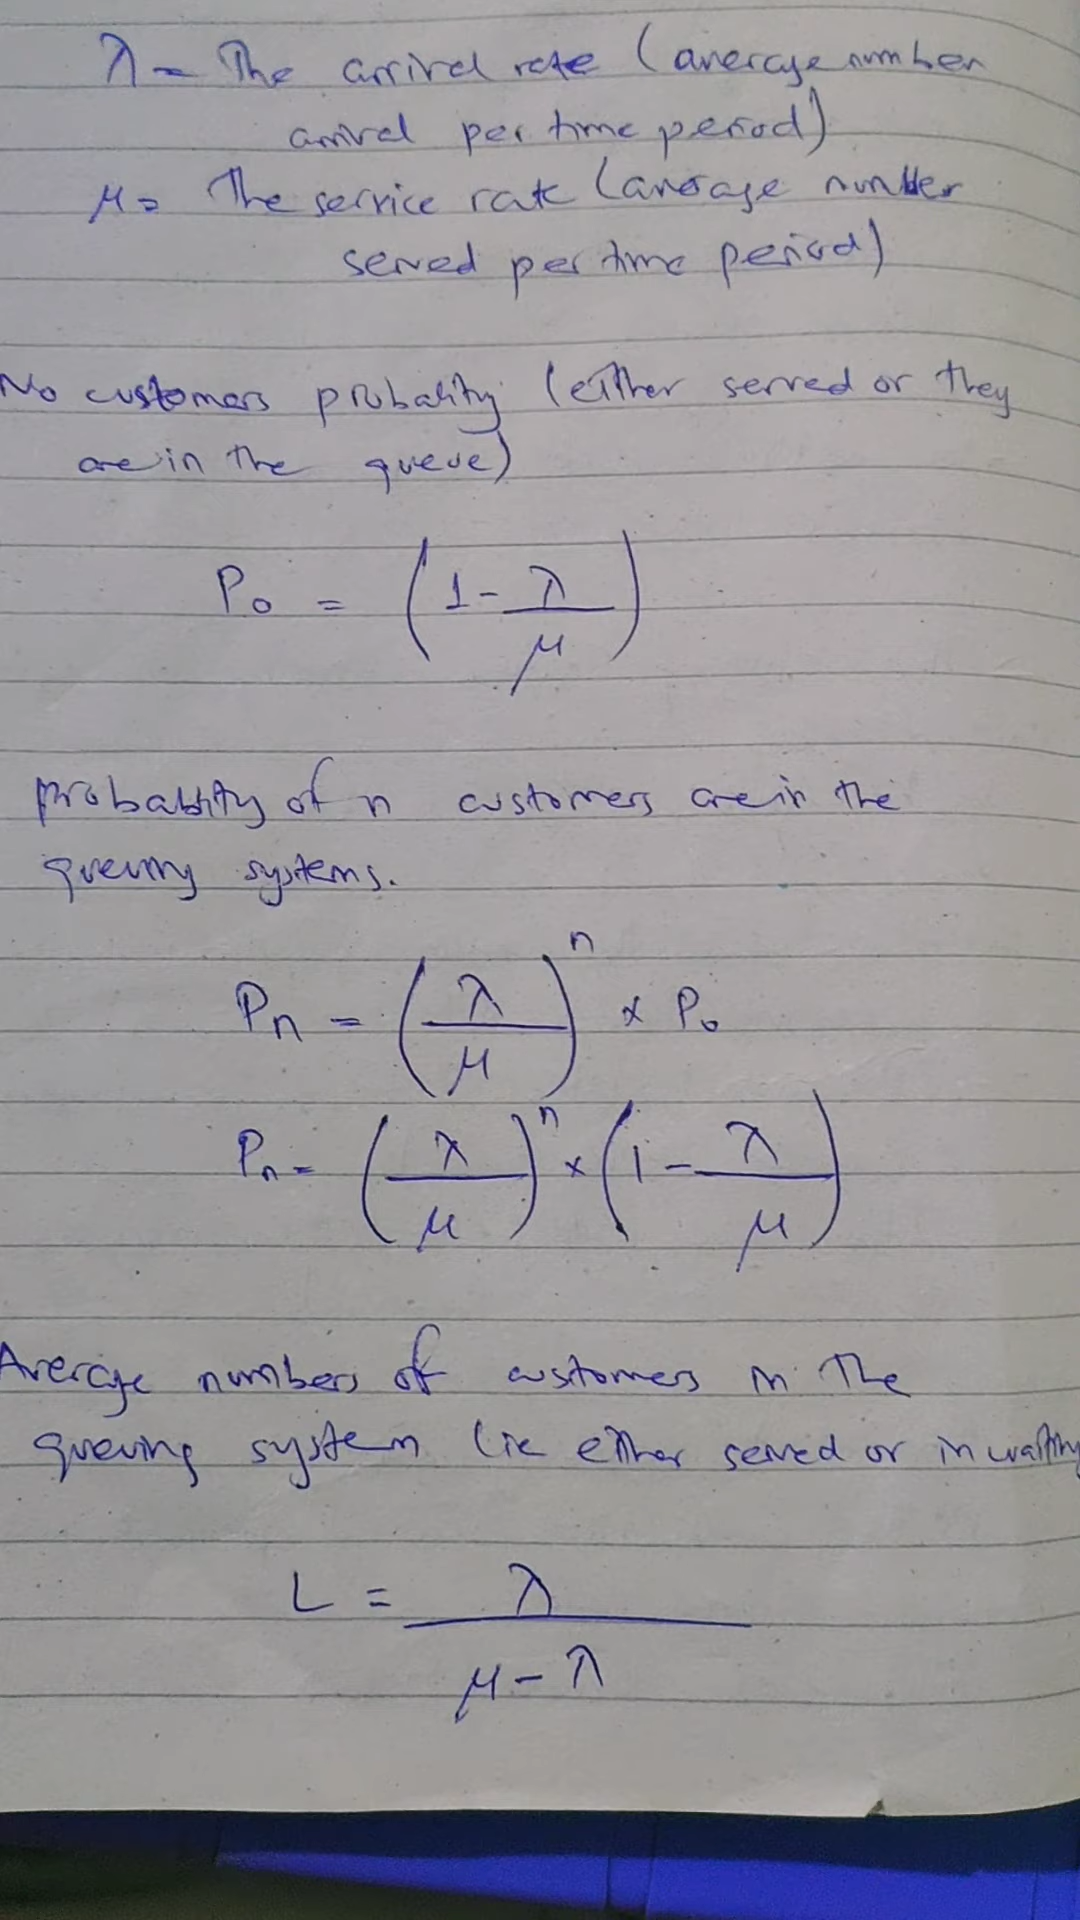 λ = The arrival rate (average number
arrival per time period)
μ = The service rate (average number
served per time period)
No customers probality (either served or they
are in the queue)
P₀ = (1 - λ/μ)
probability of n customers are in the
queuing systems.
Pn = (λ/μ)ⁿ × P₀
Pn = (λ/μ)ⁿ × (1 - λ/μ)
Average numbers of customers in the
queuing system (ie either served or in waiting
L = λ/(μ - λ)